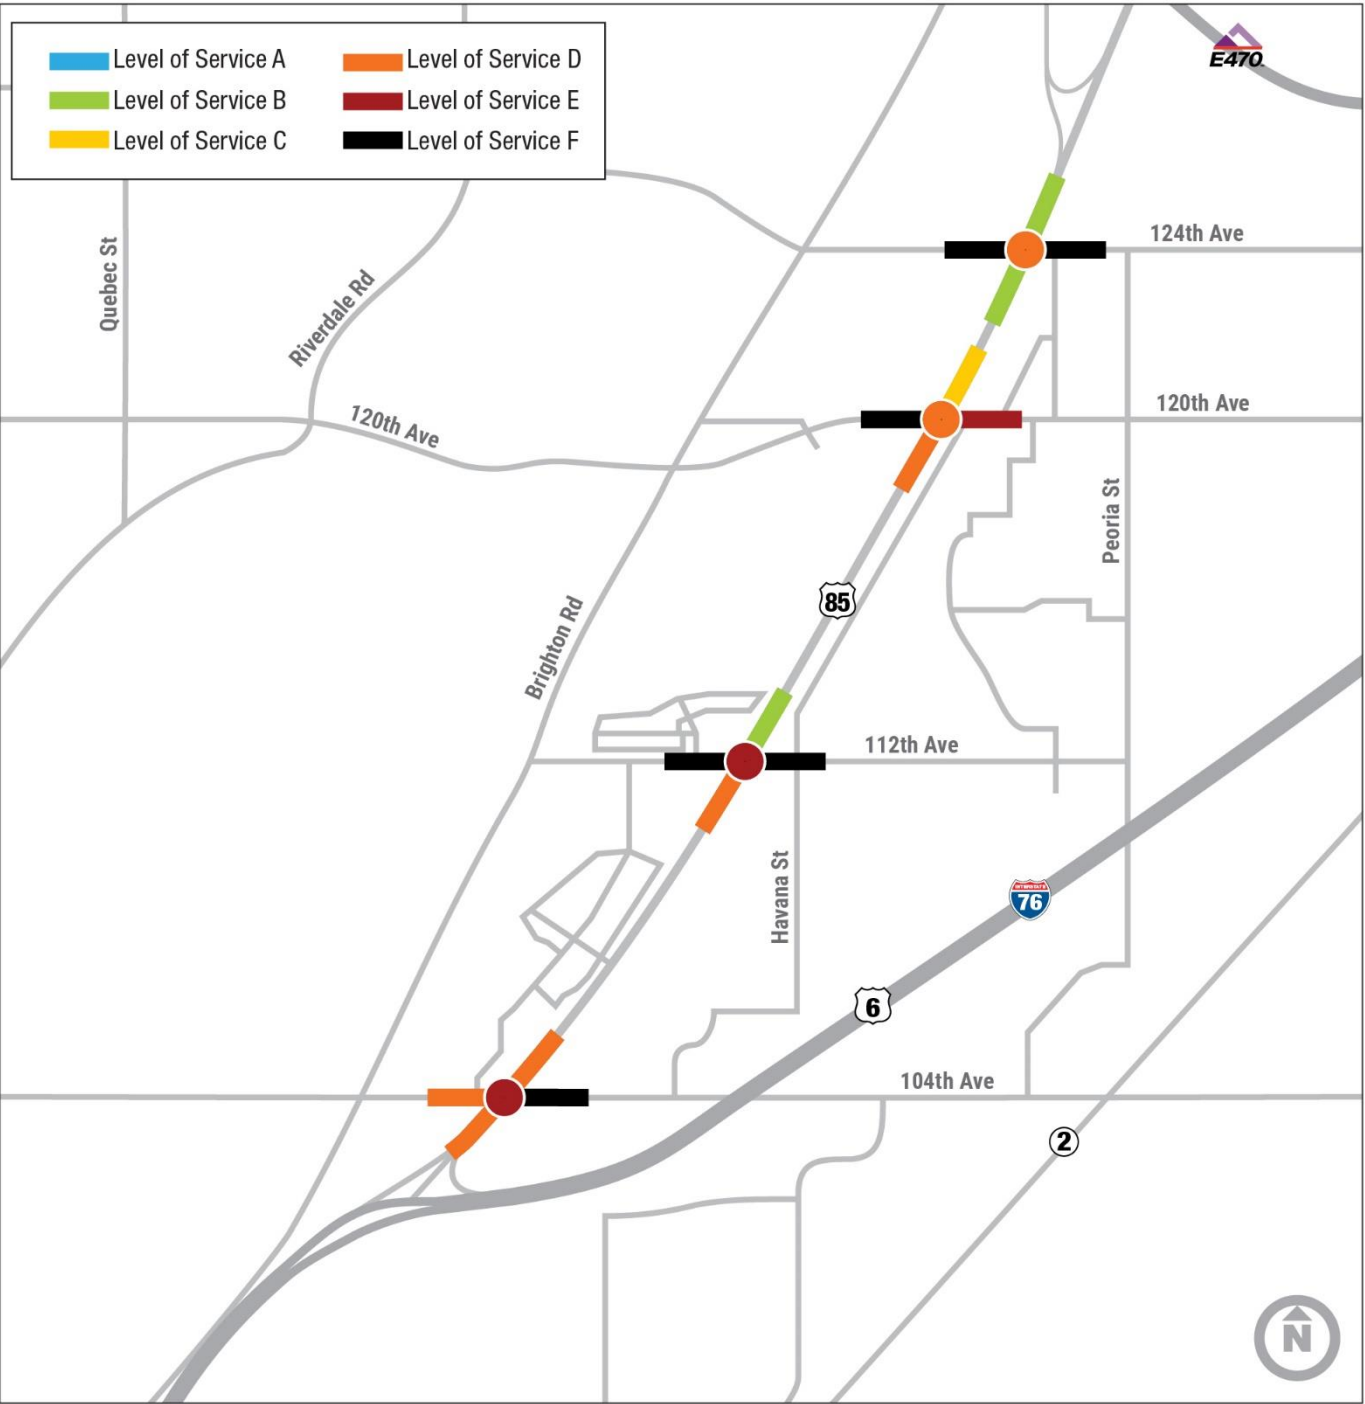 Level of Service A
Level of Service D
Level of Service B
Level of Service E
Level of Service C
Level of Service F
E470
124th Ave
Quebec St
Riverdale Rd
120th Ave
120th Ave
Peoria St
85
Brighton Rd
112th Ave
Havana St
INTERSTATE
76
6
104th Ave
2
N